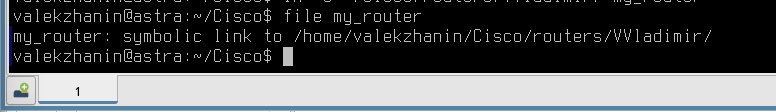 valekzhanin@astra:~/Cisco$ file my_router
my_router: symbolic link to /home/valekzhanin/Cisco/routers/VVladimir/
valekzhanin@astra:~/Cisco$
1